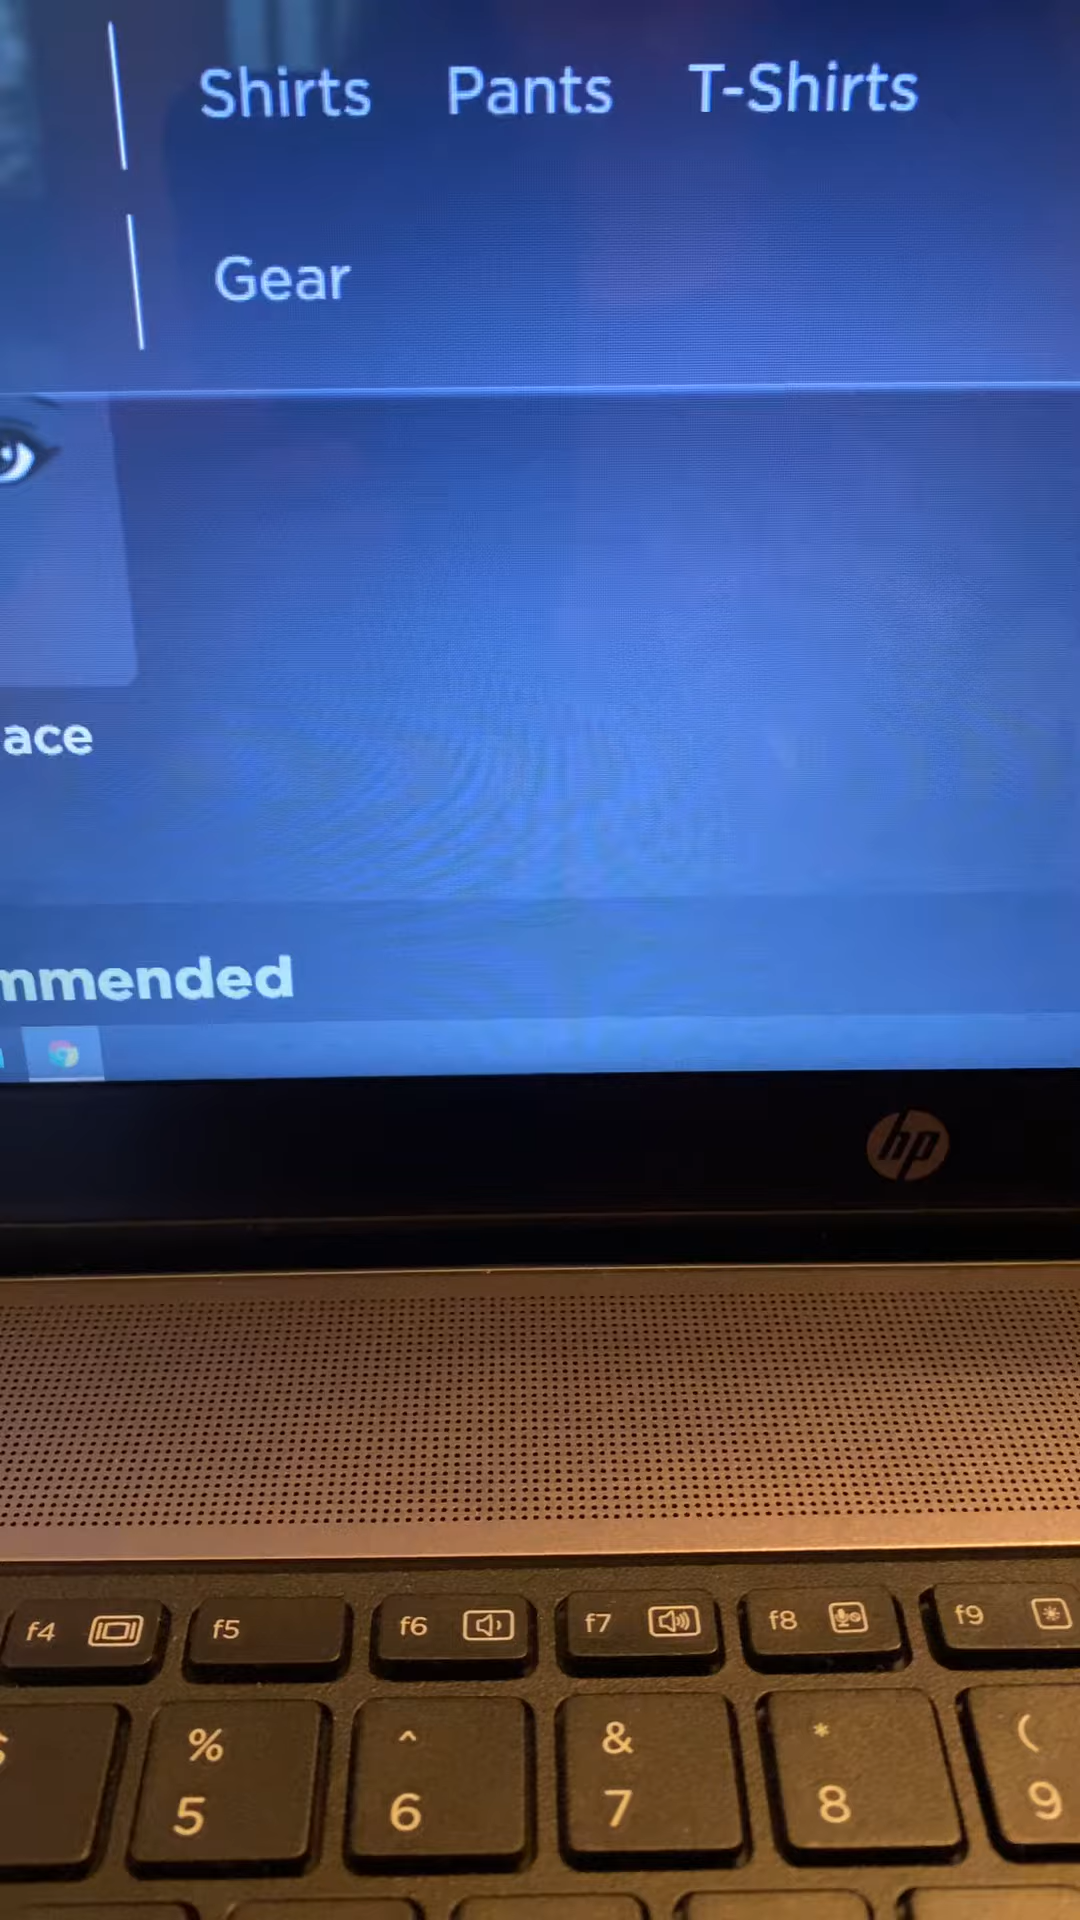 Shirts Pants T-Shirts
Gear
ace
mmended
hp
f4 f5 f6 f7 f8 f9
% ^ & * (
5 6 7 8 9